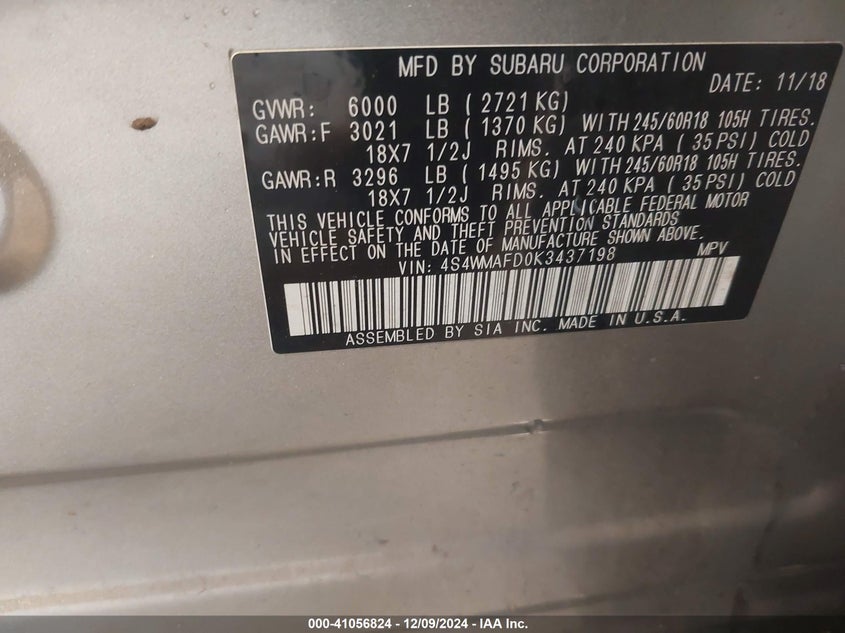 MFD BY SUBARU CORPORATION
DATE: 11/18
GVWR: 6000 LB ( 2721 KG)
GAWR:F 3021 LB ( 1370 KG) WITH 245/60R18 105H TIRES.
18X7 1/2J RIMS. AT 240 KPA ( 35 PSI) COLD
GAWR:R 3296 LB ( 1495 KG) WITH 245/60R18 105H TIRES.
18X7 1/2J RIMS. AT 240 KPA ( 35 PSI) COLD
THIS VEHICLE CONFORMS TO ALL APPLICABLE FEDERAL MOTOR
VEHICLE SAFETY AND THEFT PREVENTION STANDARDS
IN EFFECT ON THE DATE OF MANUFACTURE SHOWN ABOVE.
VIN: 4S4WMAFD0K3437198 MPV
ASSEMBLED BY SIA INC. MADE IN U.S.A.
000-41056824 - 12/09/2024 - IAA Inc.